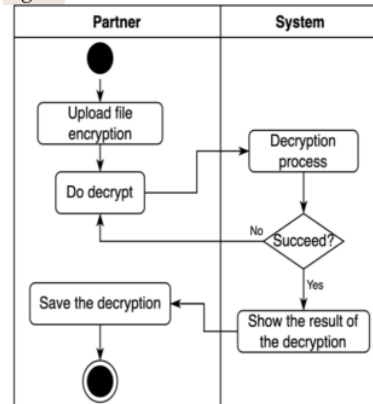 Partner
System
Upload file
encryption
Decryption
process
Do decrypt
No
Succeed?
Yes
Save the decryption
Show the result of
the decryption